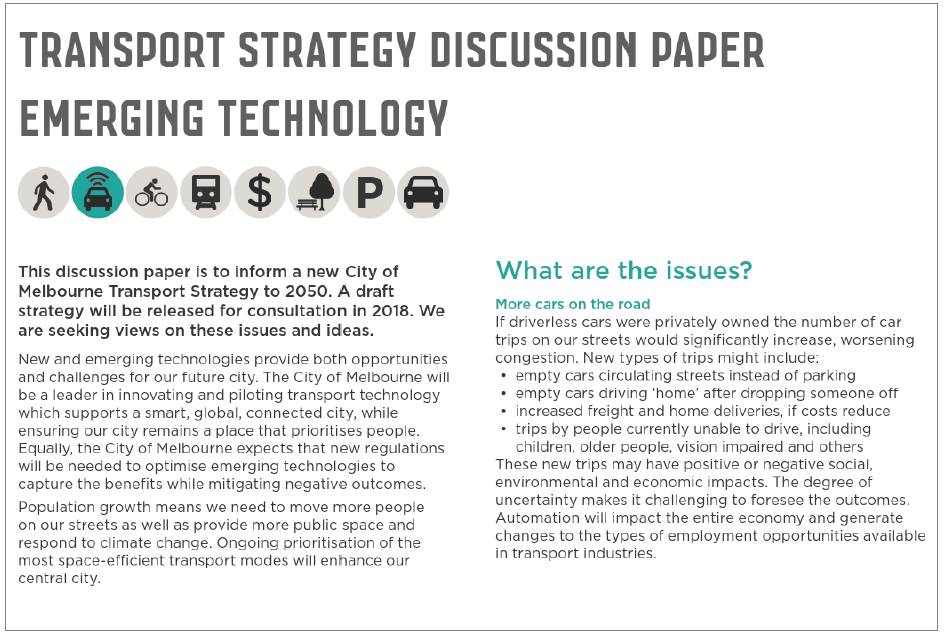 TRANSPORT STRATEGY DISCUSSION PAPER
EMERGING TECHNOLOGY
$ P
This discussion paper is to inform a new City of
Melbourne Transport Strategy to 2050. A draft
strategy will be released for consultation in 2018. We
are seeking views on these issues and ideas.
New and emerging technologies provide both opportunities
and challenges for our future city. The City of Melbourne will
be a leader in innovating and piloting transport technology
which supports a smart, global, connected city, while
ensuring our city remains a place that prioritises people.
Equally, the City of Melbourne expects that new regulations
will be needed to optimise emerging technologies to
capture the benefits while mitigating negative outcomes.
Population growth means we need to move more people
on our streets as well as provide more public space and
respond to climate change. Ongoing prioritisation of the
most space-efficient transport modes will enhance our
central city.
What are the issues?
More cars on the road
If driverless cars were privately owned the number of car
trips on our streets would significantly increase, worsening
congestion. New types of trips might include:
• empty cars circulating streets instead of parking
• empty cars driving ‘home’ after dropping someone off
• increased freight and home deliveries, if costs reduce
• trips by people currently unable to drive, including
children, older people, vision impaired and others
These new trips may have positive or negative social,
environmental and economic impacts. The degree of
uncertainty makes it challenging to foresee the outcomes.
Automation will impact the entire economy and generate
changes to the types of employment opportunities available
in transport industries.